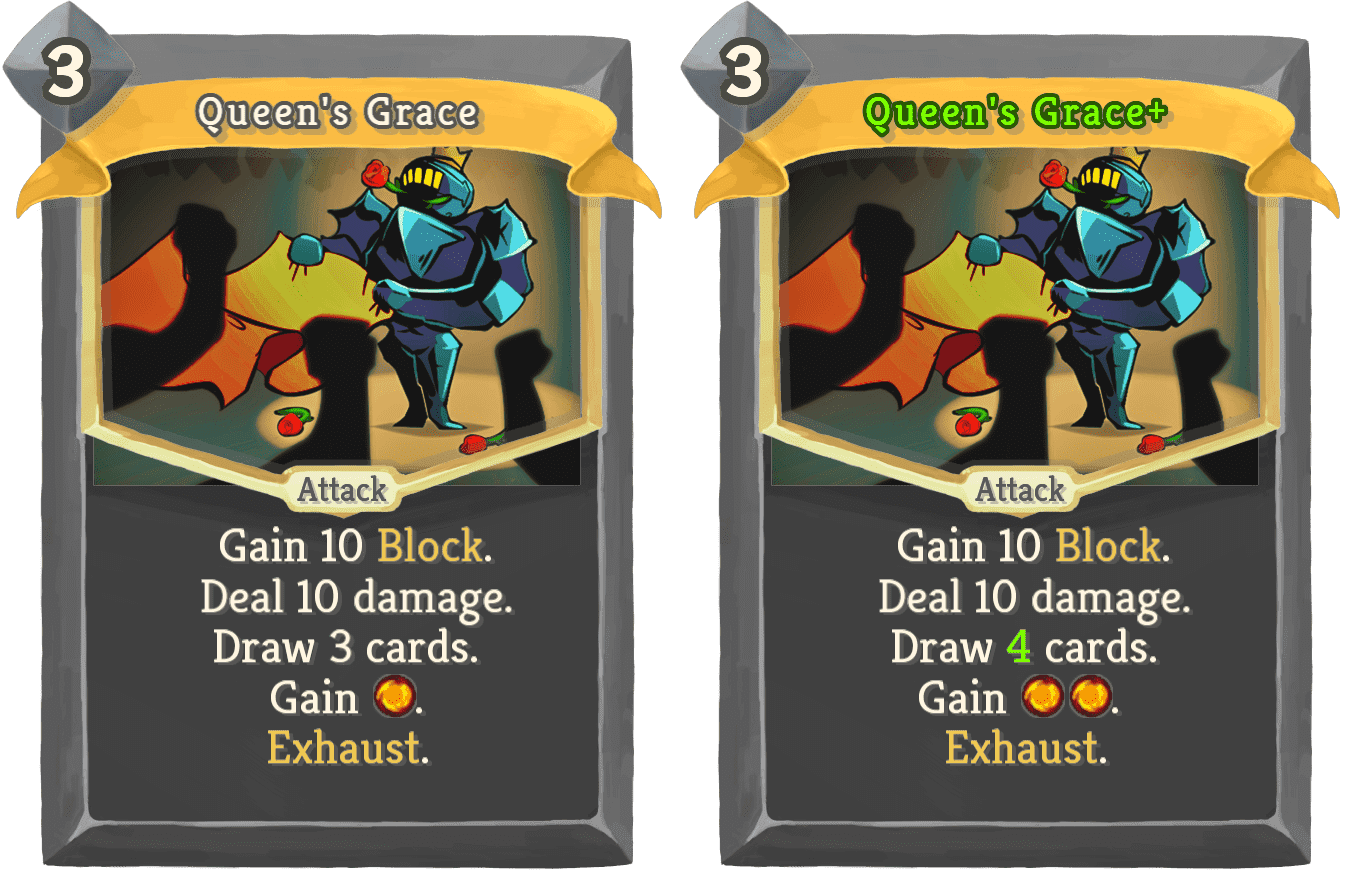 3
Queen's Grace
Attack
Gain 10 Block.
Deal 10 damage.
Draw 3 cards.
Gain .
Exhaust.
3
Queen's Grace+
Attack
Gain 10 Block.
Deal 10 damage.
Draw 4 cards.
Gain .
Exhaust.